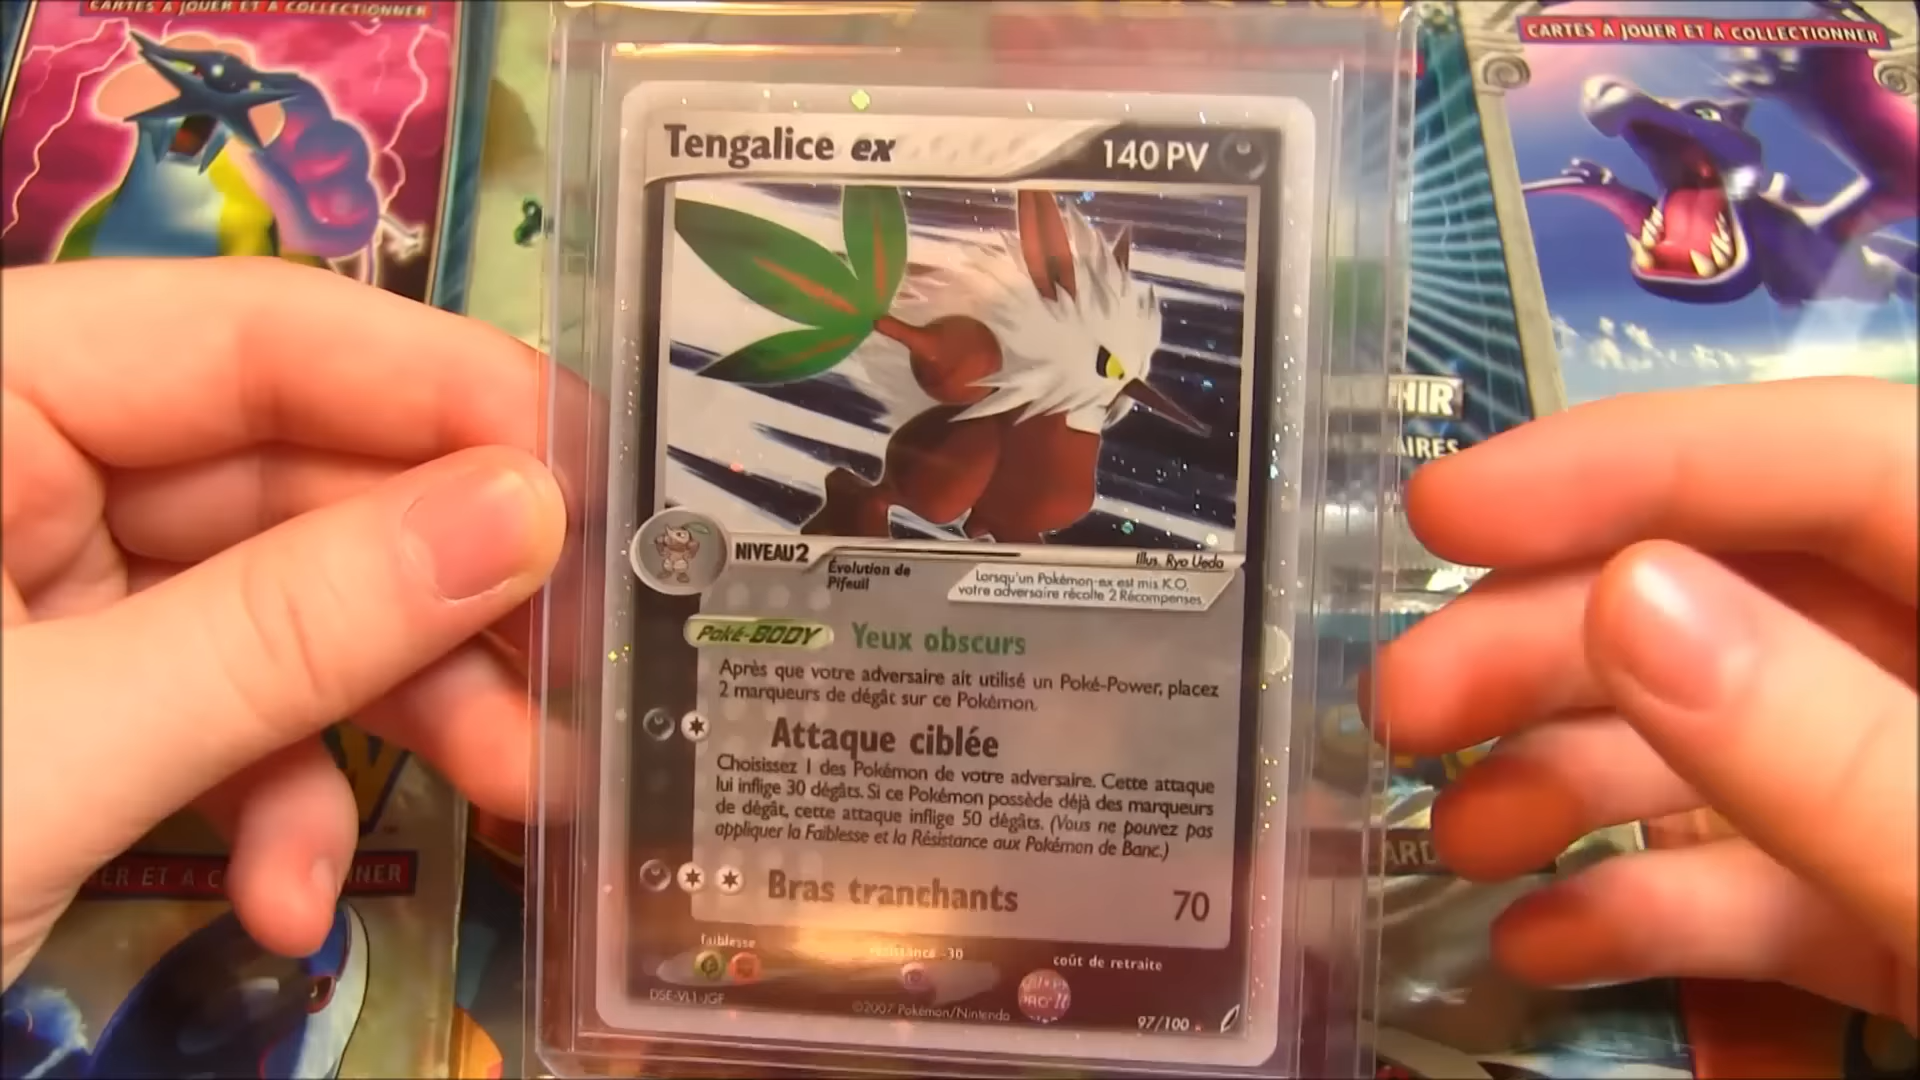 CARTES À JOUER ET À COLLECTIONNER
CARTES À JOUER ET À COLLECTIONNER
Tengalice ex
140 PV
NIVEAU 2
Évolution de
Pifeuil
Illus. Ryo Ueda
Lorsqu'un Pokémon-ex est mis K.O.
votre adversaire récolte 2 Récompenses
Poké-BODY Yeux obscurs
Après que votre adversaire ait utilisé un Poké-Power, placez
2 marqueurs de dégât sur ce Pokémon.
Attaque ciblée
Choisissez 1 des Pokémon de votre adversaire. Cette attaque
lui inflige 30 dégâts. Si ce Pokémon possède déjà des marqueurs
de dégât, cette attaque inflige 50 dégâts. (Vous ne pouvez pas
appliquer la Faiblesse et la Résistance aux Pokémon de Banc.)
Bras tranchants 70
faiblesse
résistance -30
coût de retraite
DSE-VL1-JGF
©2007 Pokémon/Nintendo
97/100
HIR
AIRES
ARD
ER ET À C
NNER